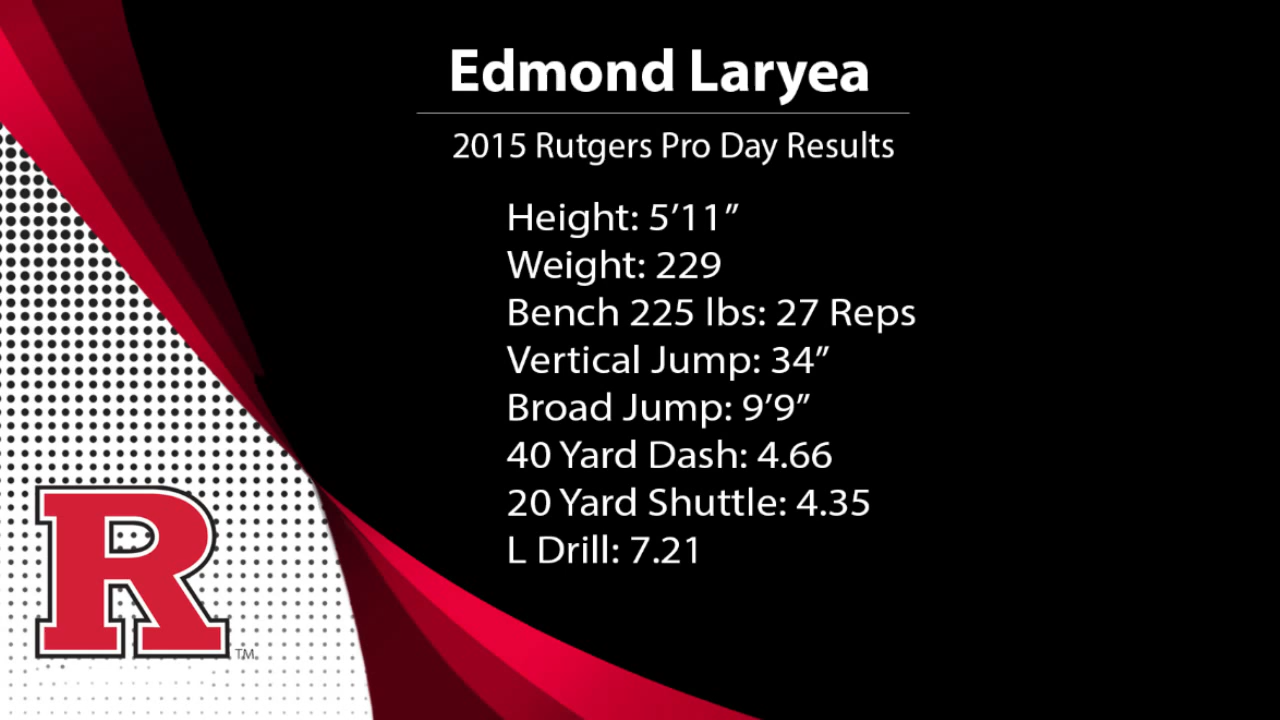 Edmond Laryea
2015 Rutgers Pro Day Results
Height: 5’11”
Weight: 229
Bench 225 lbs: 27 Reps
Vertical Jump: 34”
Broad Jump: 9’9”
40 Yard Dash: 4.66
20 Yard Shuttle: 4.35
L Drill: 7.21
R
TM